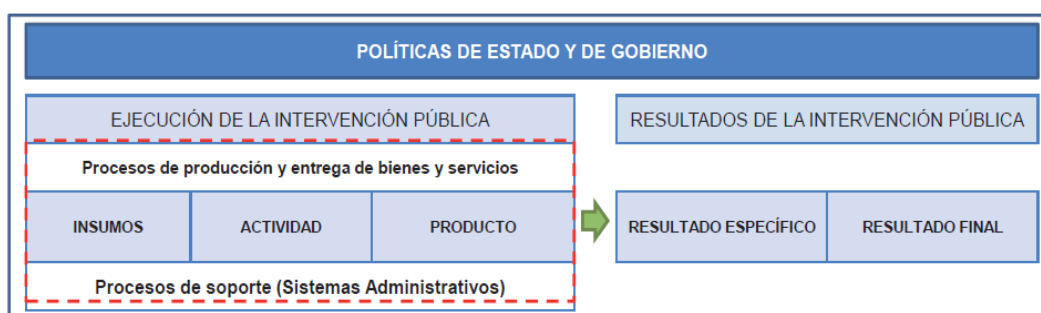 POLÍTICAS DE ESTADO Y DE GOBIERNO
EJECUCIÓN DE LA INTERVENCIÓN PÚBLICA
RESULTADOS DE LA INTERVENCIÓN PÚBLICA
Procesos de producción y entrega de bienes y servicios
INSUMOS
ACTIVIDAD
PRODUCTO
RESULTADO ESPECÍFICO
RESULTADO FINAL
Procesos de soporte (Sistemas Administrativos)